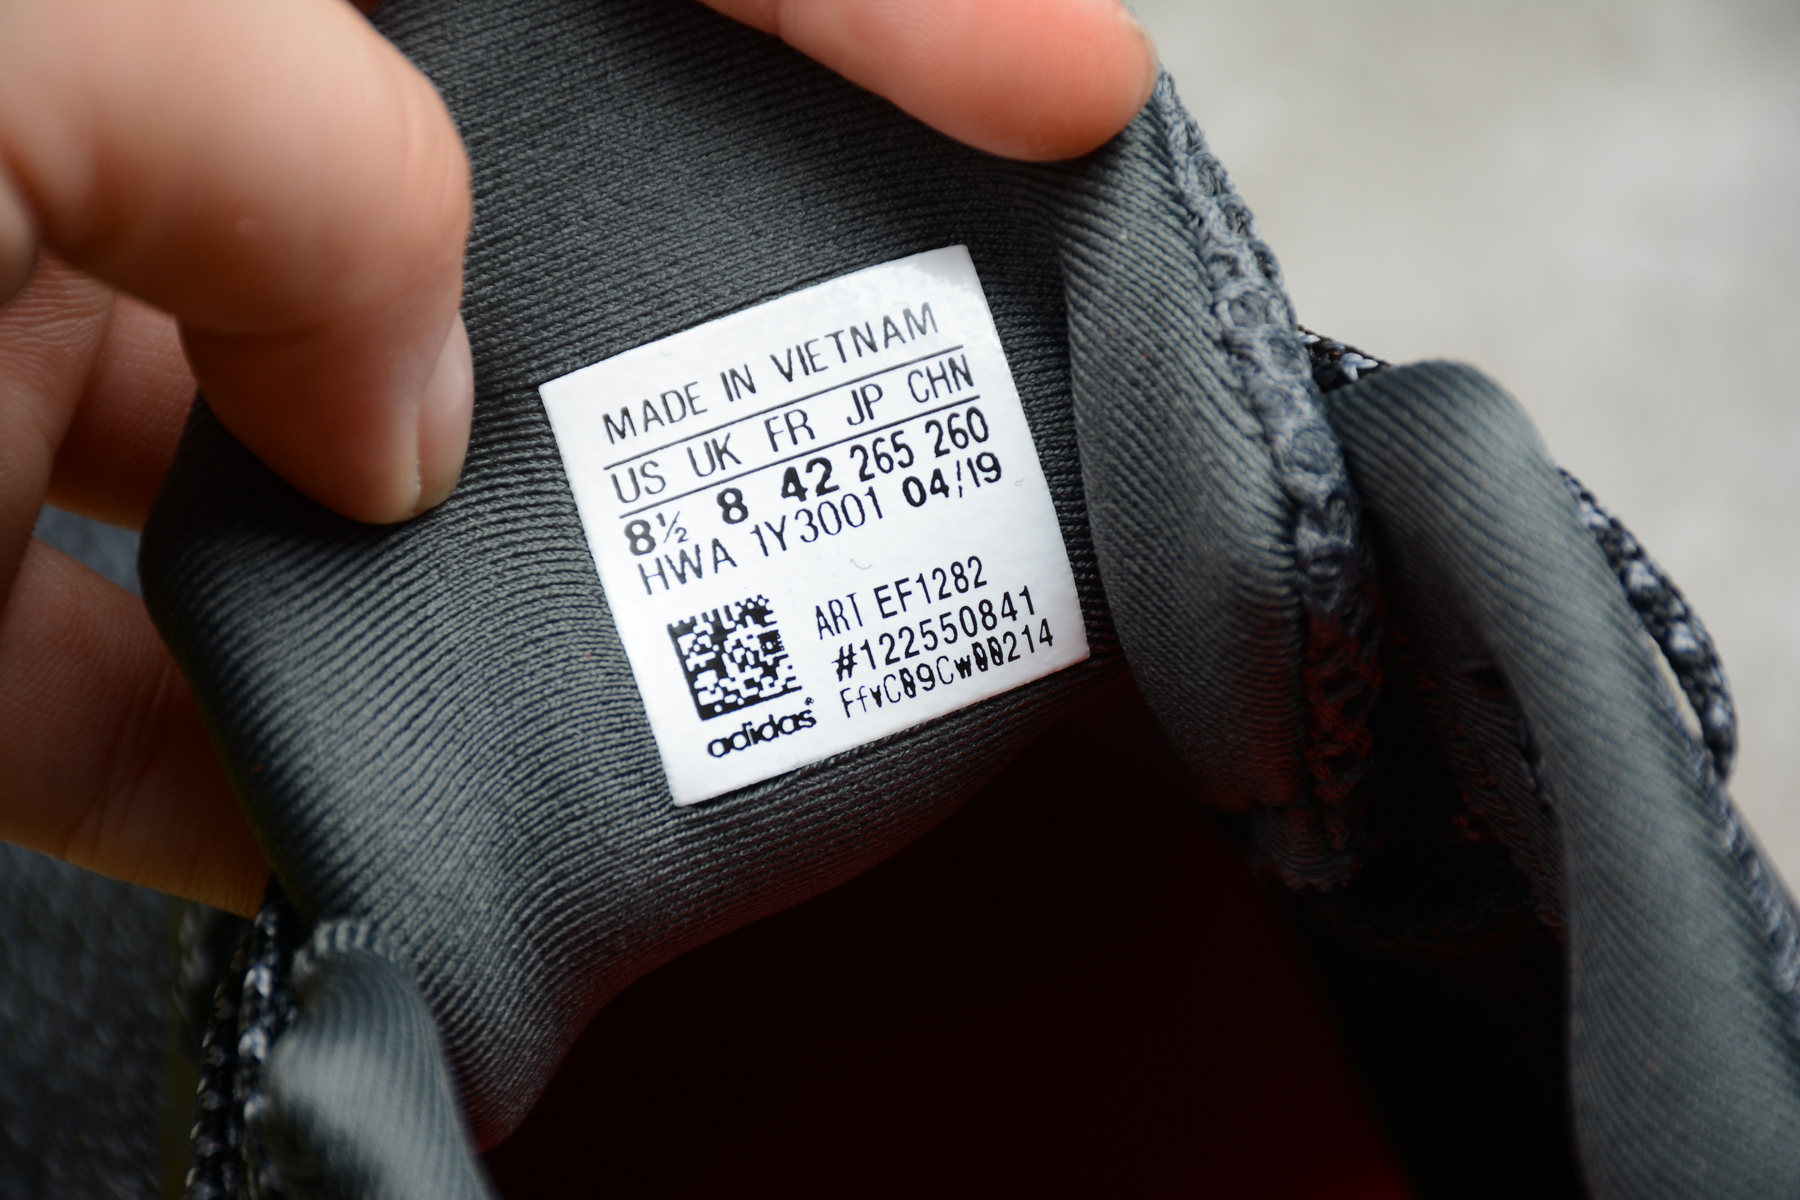 MADE IN VIETNAM
US UK FR JP CHN
8½ 8 42 265 260
HWA 1Y3001 04/19
ART EF1282
#122550841
FfvC09Cw00214
adidas®